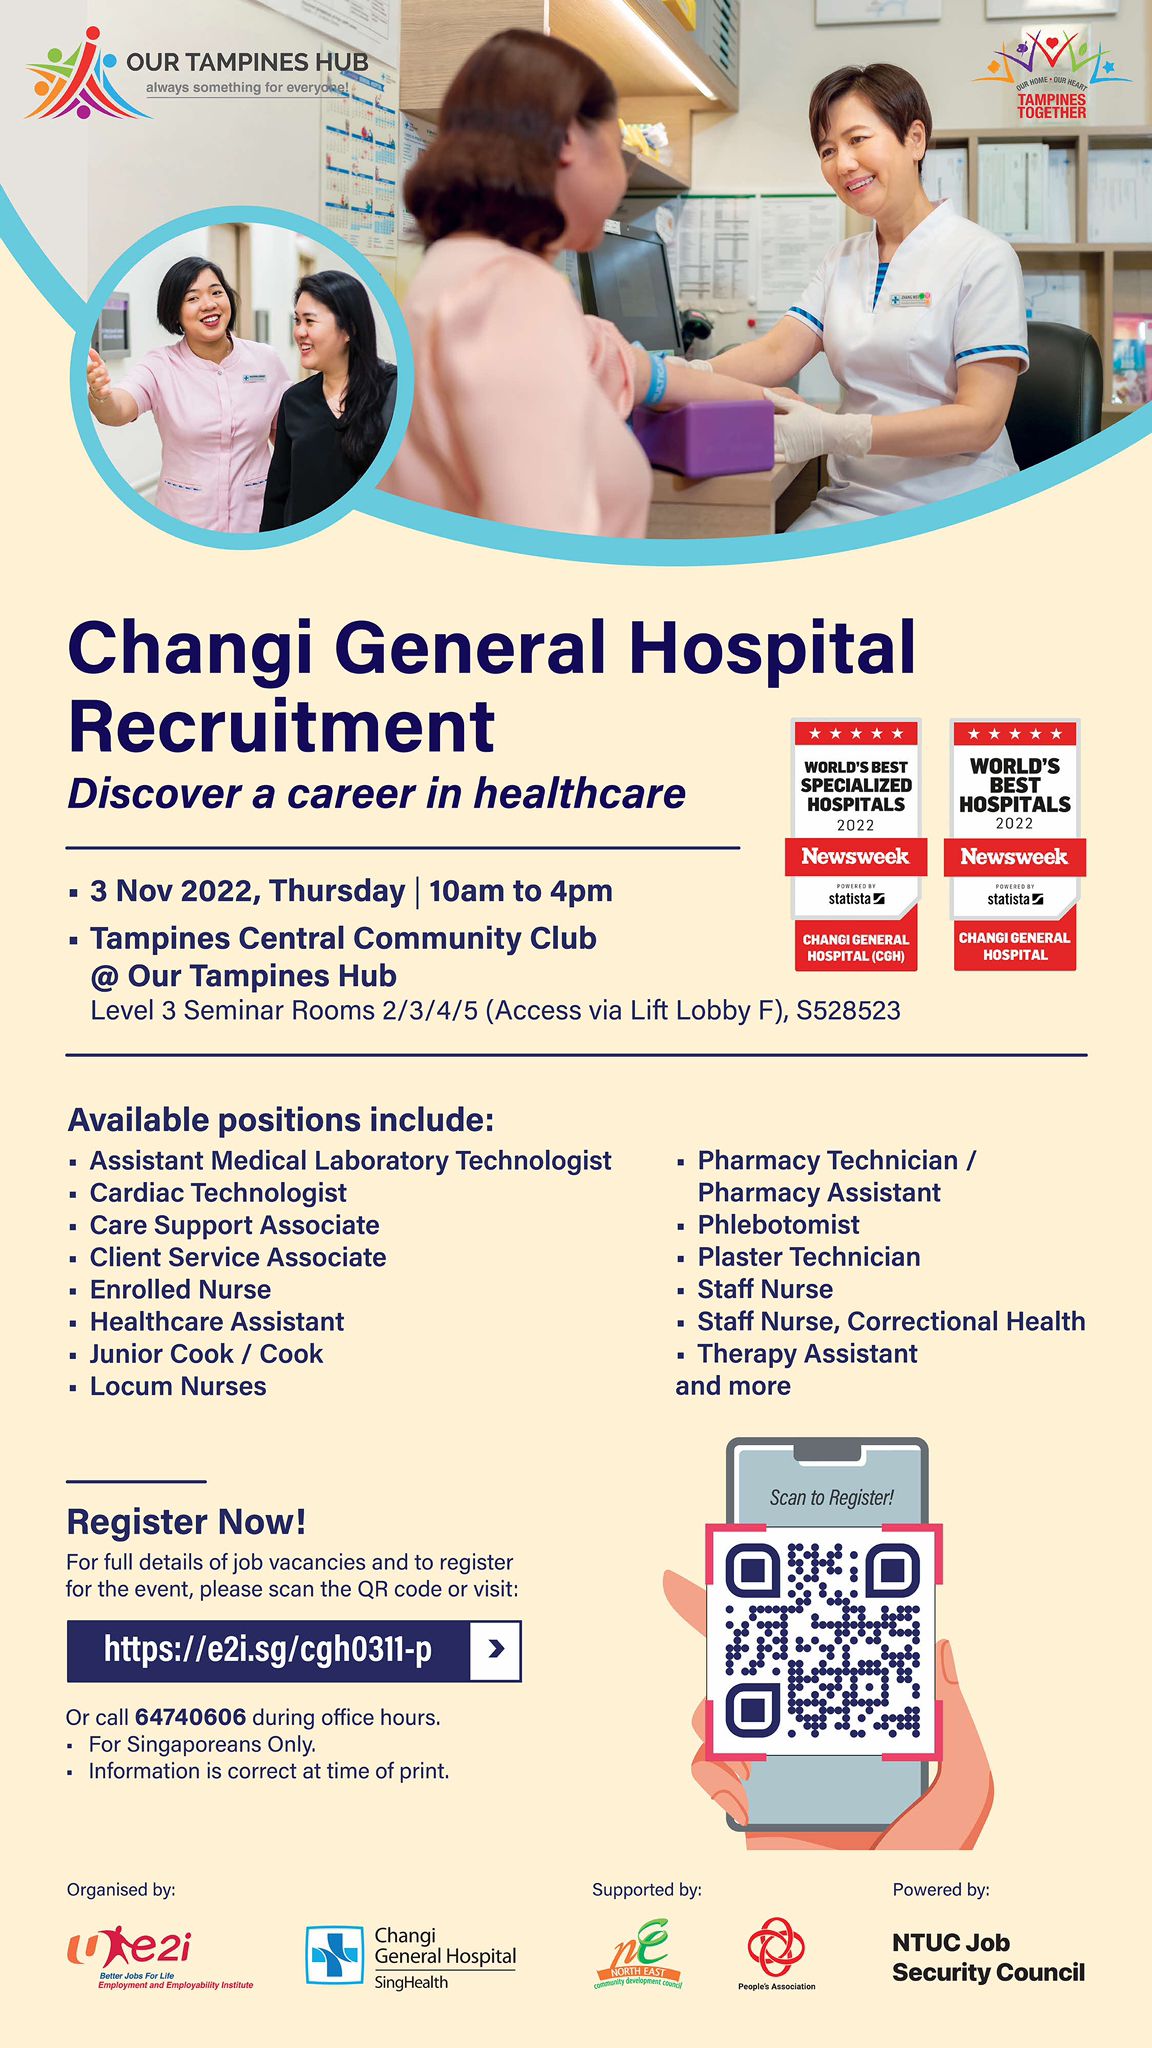 OUR TAMPINES HUB
always something for everyone!
OUR HOME • OUR HEART
TAMPINES
TOGETHER
Changi General Hospital
Recruitment
Discover a career in healthcare
WORLD'S BEST
SPECIALIZED
HOSPITALS
2022
Newsweek
POWERED BY
statista
CHANGI GENERAL
HOSPITAL (CGH)
WORLD'S
BEST
HOSPITALS
2022
Newsweek
POWERED BY
statista
CHANGI GENERAL
HOSPITAL
▪ 3 Nov 2022, Thursday | 10am to 4pm
▪ Tampines Central Community Club
@ Our Tampines Hub
Level 3 Seminar Rooms 2/3/4/5 (Access via Lift Lobby F), S528523
Available positions include:
▪ Assistant Medical Laboratory Technologist
▪ Cardiac Technologist
▪ Care Support Associate
▪ Client Service Associate
▪ Enrolled Nurse
▪ Healthcare Assistant
▪ Junior Cook / Cook
▪ Locum Nurses
▪ Pharmacy Technician /
Pharmacy Assistant
▪ Phlebotomist
▪ Plaster Technician
▪ Staff Nurse
▪ Staff Nurse, Correctional Health
▪ Therapy Assistant
and more
Register Now!
For full details of job vacancies and to register
for the event, please scan the QR code or visit:
https://e2i.sg/cgh0311-p
Or call 64740606 during office hours.
▪ For Singaporeans Only.
▪ Information is correct at time of print.
Scan to Register!
Organised by:
U e2i
Better Jobs For Life
Employment and Employability Institute
Changi
General Hospital
SingHealth
Supported by:
nE
NORTH EAST
community development council
People's Association
Powered by:
NTUC Job
Security Council